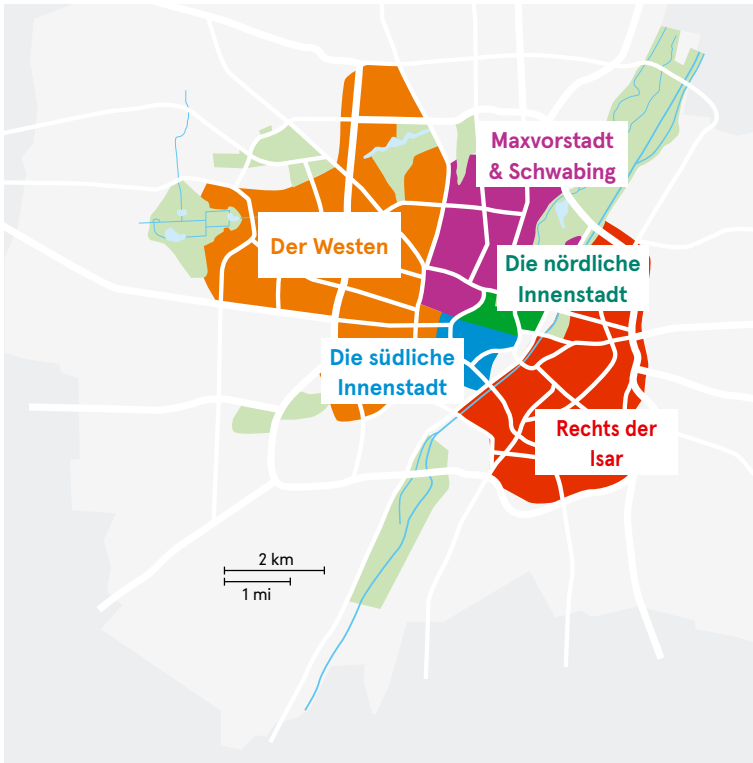 Maxvorstadt
& Schwabing
Der Westen
Die nördliche
Innenstadt
Die südliche
Innenstadt
Rechts der
Isar
2 km
1 mi